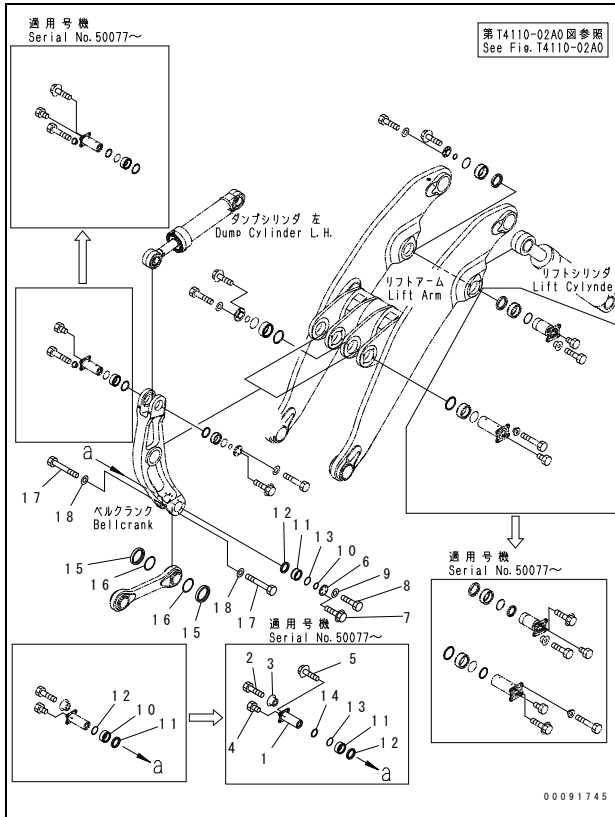 適用号機
Serial No. 50077～
第T4110-02A0図参照
See Fig. T4110-02A0
ダンプシリンダ 左
Dump Cylinder L.H.
リフトアーム
Lift Arm
リフトシリンダ
Lift Cylynde
a
17
18
ベルクランク
Bellcrank
12
11
13
10
6
9
8
7
15
16
18
17
16
15
適用号機
Serial No. 50077～
適用号機
Serial No. 50077～
12
10
11
a
2
3
5
14
13
11
12
4
1
a
00091745